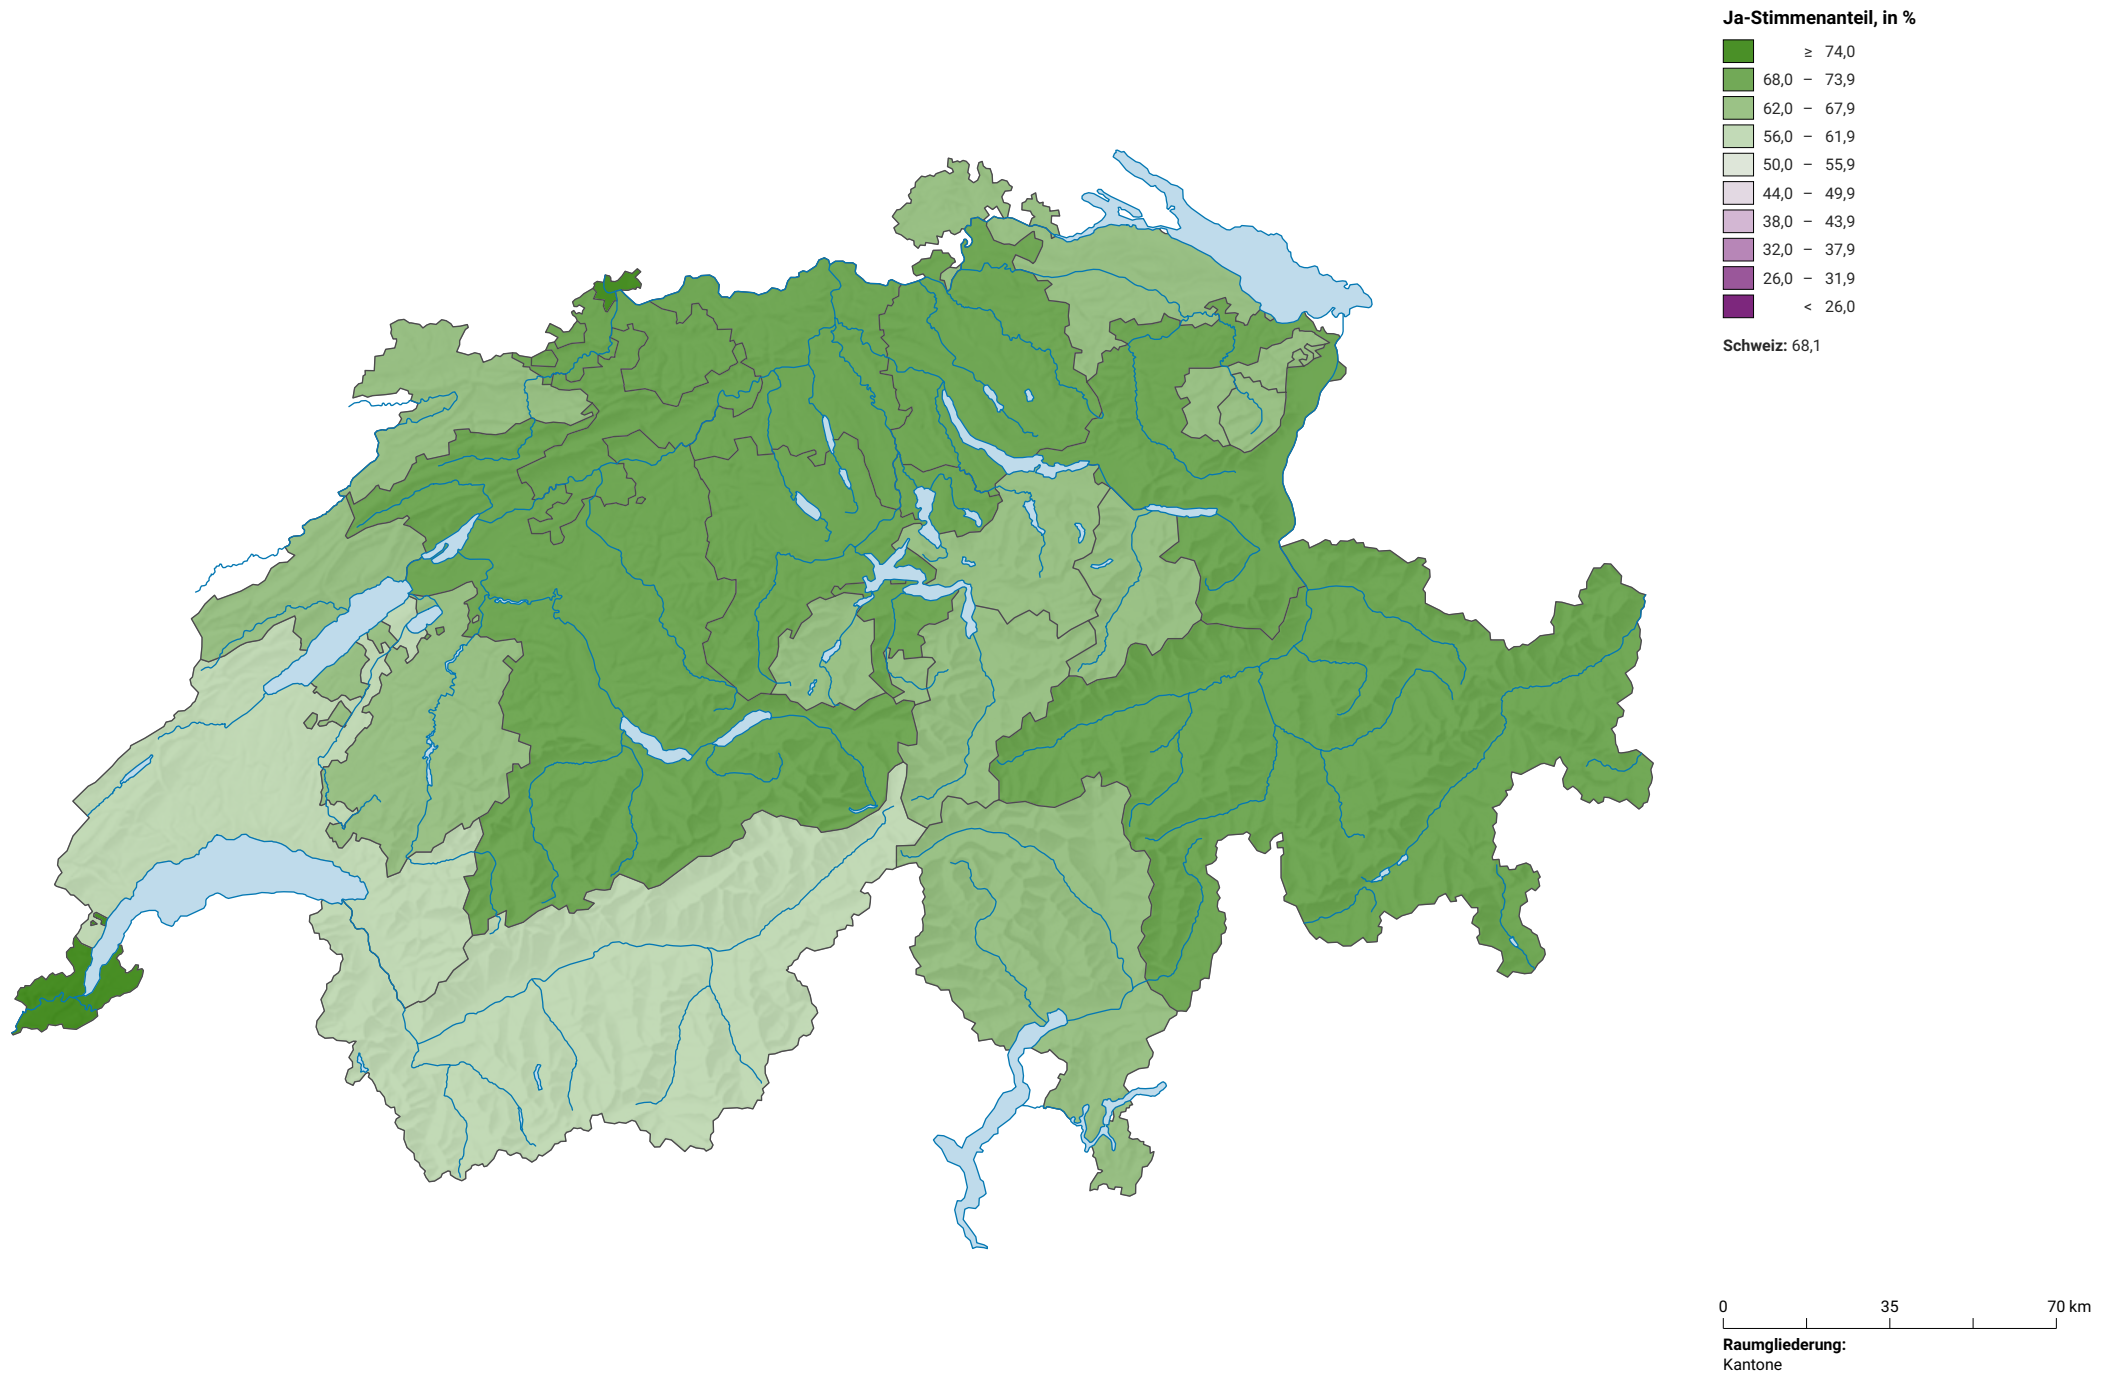 Ja-Stimmenanteil, in %
≥ 74,0
68,0 – 73,9
62,0 – 67,9
56,0 – 61,9
50,0 – 55,9
44,0 – 49,9
38,0 – 43,9
32,0 – 37,9
26,0 – 31,9
< 26,0
Schweiz: 68,1
0 35 70 km
Raumgliederung:
Kantone